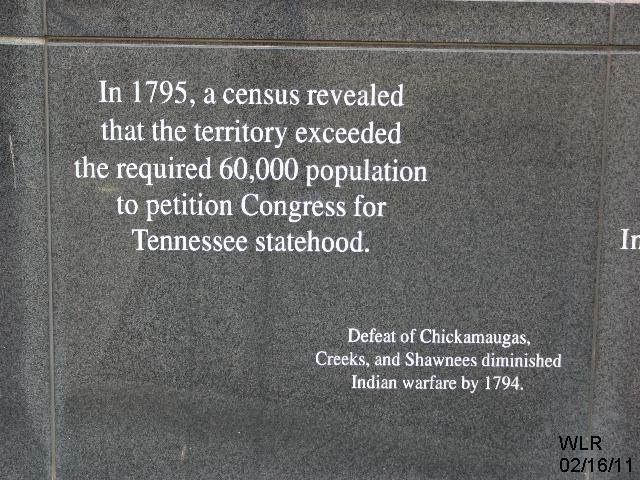 In 1795, a census revealed
that the territory exceeded
the required 60,000 population
to petition Congress for
Tennessee statehood.
Defeat of Chickamaugas,
Creeks, and Shawnees diminished
Indian warfare by 1794.
In
WLR
02/16/11